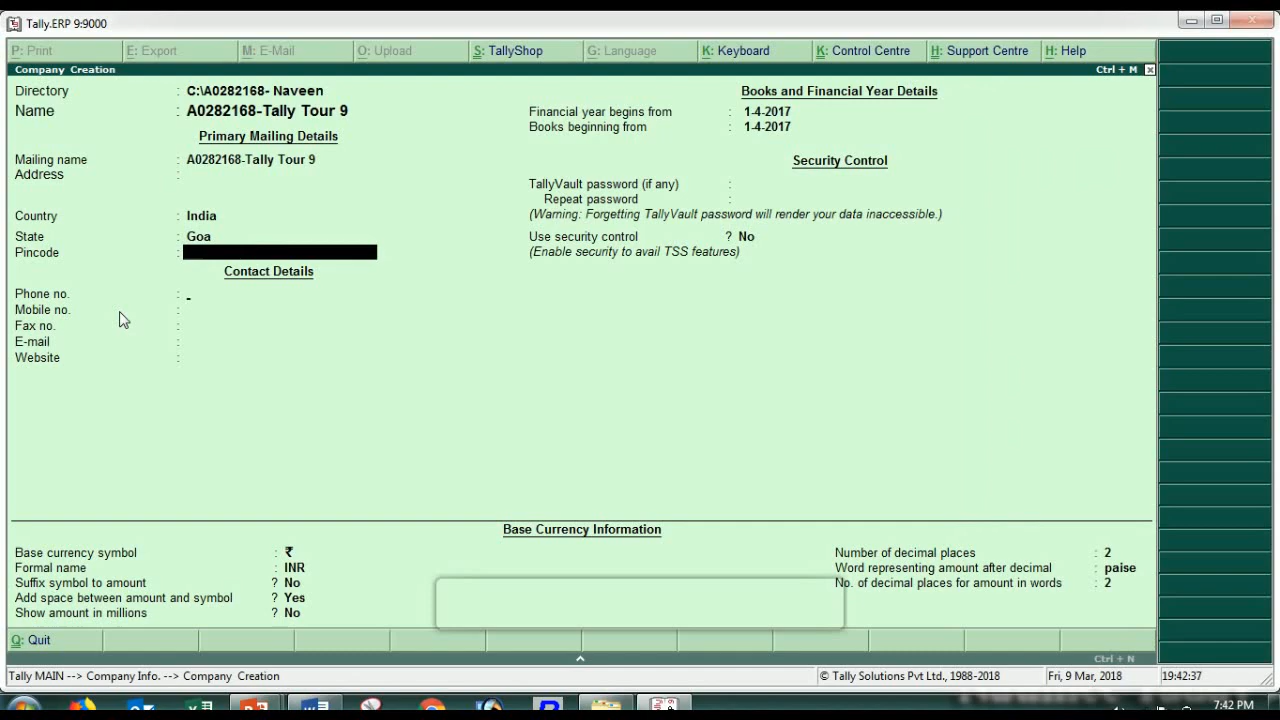 Tally.ERP 9:9000
P: Print E: Export M: E-Mail O: Upload S: TallyShop G: Language K: Keyboard K: Control Centre H: Support Centre H: Help
Company Creation Ctrl + M
Directory : C:\A0282168- Naveen
Name : A0282168-Tally Tour 9
Primary Mailing Details
Mailing name : A0282168-Tally Tour 9
Address :
Country : India
State : Goa
Pincode :
Contact Details
Phone no. :
Mobile no. :
Fax no. :
E-mail :
Website :
Books and Financial Year Details
Financial year begins from : 1-4-2017
Books beginning from : 1-4-2017
Security Control
TallyVault password (if any) :
Repeat password :
(Warning: Forgetting TallyVault password will render your data inaccessible.)
Use security control ? No
(Enable security to avail TSS features)
Base Currency Information
Base currency symbol : ₹
Formal name : INR
Suffix symbol to amount ? No
Add space between amount and symbol ? Yes
Show amount in millions ? No
Number of decimal places : 2
Word representing amount after decimal : paise
No. of decimal places for amount in words : 2
Q: Quit
Ctrl + N
Tally MAIN --> Company Info. --> Company Creation © Tally Solutions Pvt Ltd., 1988-2018 Fri, 9 Mar, 2018 19:42:37
7:42 PM